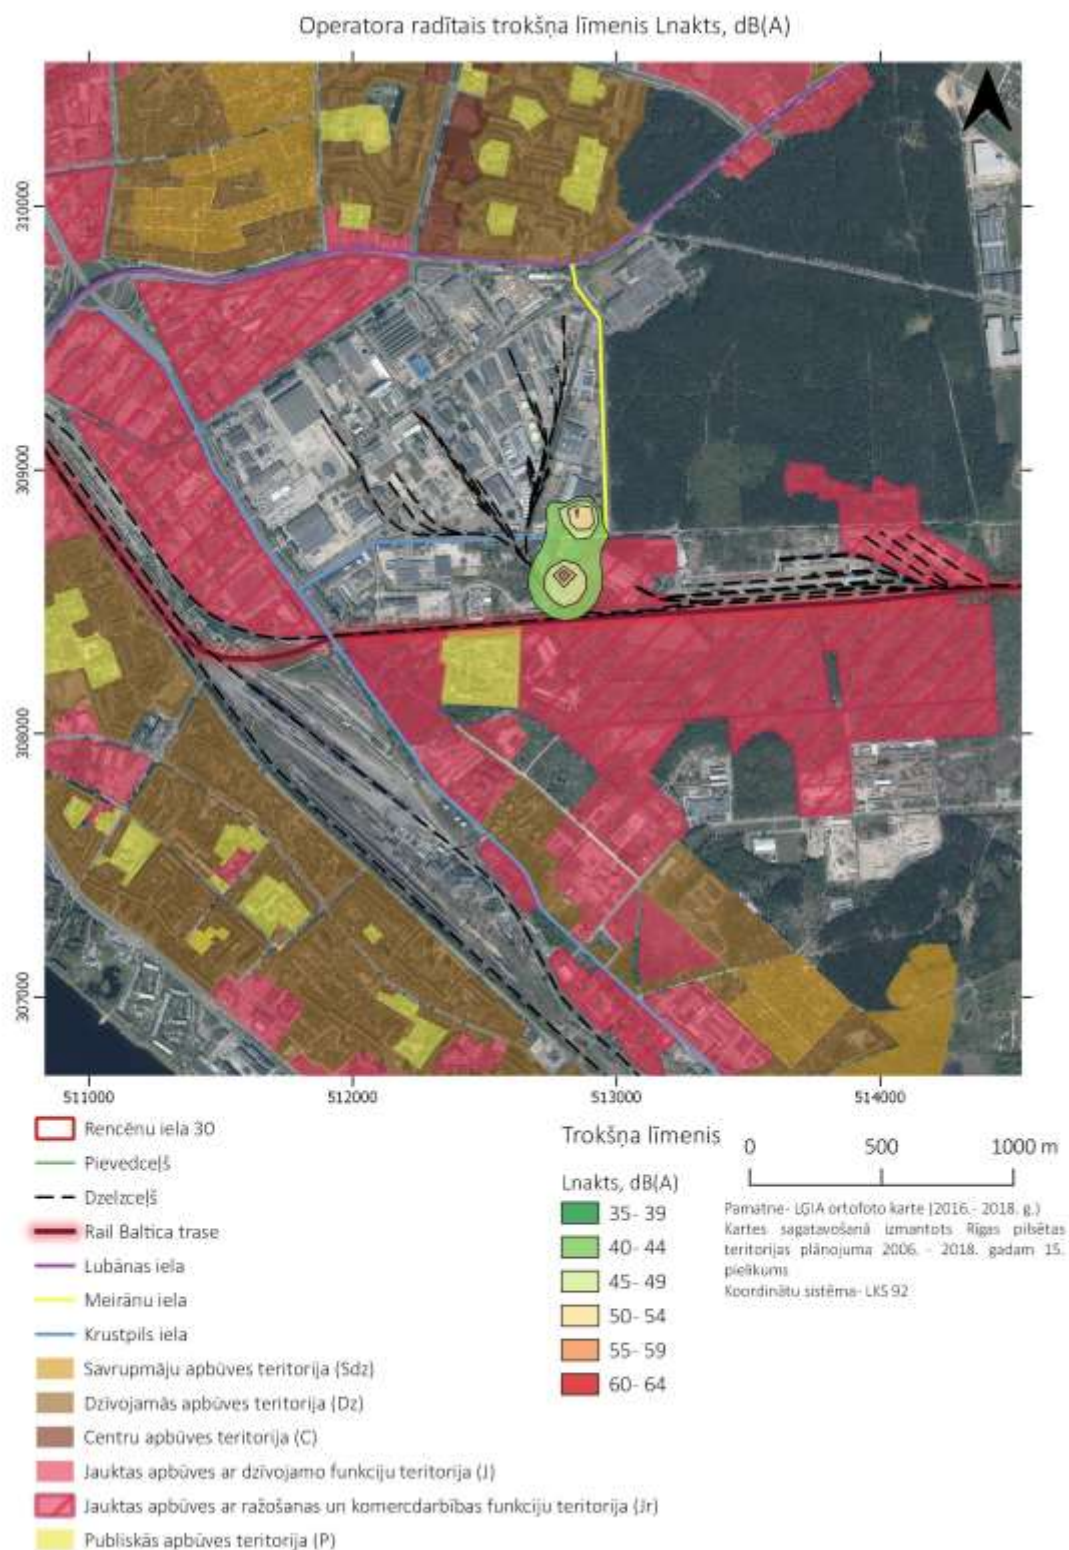 Operatora radītais trokšņa līmenis Lnakts, dB(A)
310000
309000
308000
307000
511000
512000
513000
514000
Rencēnu iela 30
Pievedceļš
Dzelzceļš
Rail Baltica trase
Lubānas iela
Meirānu iela
Krustpils iela
Savrupmāju apbūves teritorija (Sdz)
Dzīvojamās apbūves teritorija (Dz)
Centru apbūves teritorija (C)
Jauktas apbūves ar dzīvojamo funkciju teritorija (J)
Jauktas apbūves ar ražošanas un komercdarbības funkciju teritorija (Jr)
Publiskās apbūves teritorija (P)
Trokšņa līmenis
Lnakts, dB(A)
35- 39
40- 44
45- 49
50- 54
55- 59
60- 64
0 500 1000 m
Pamatne- LĢIA ortofoto karte (2016.- 2018. g.)
Kartes sagatavošanā izmantots Rīgas pilsētas
teritorijas plānojuma 2006. - 2018. gadam 15.
pielikums
Koordinātu sistēma- LKS 92